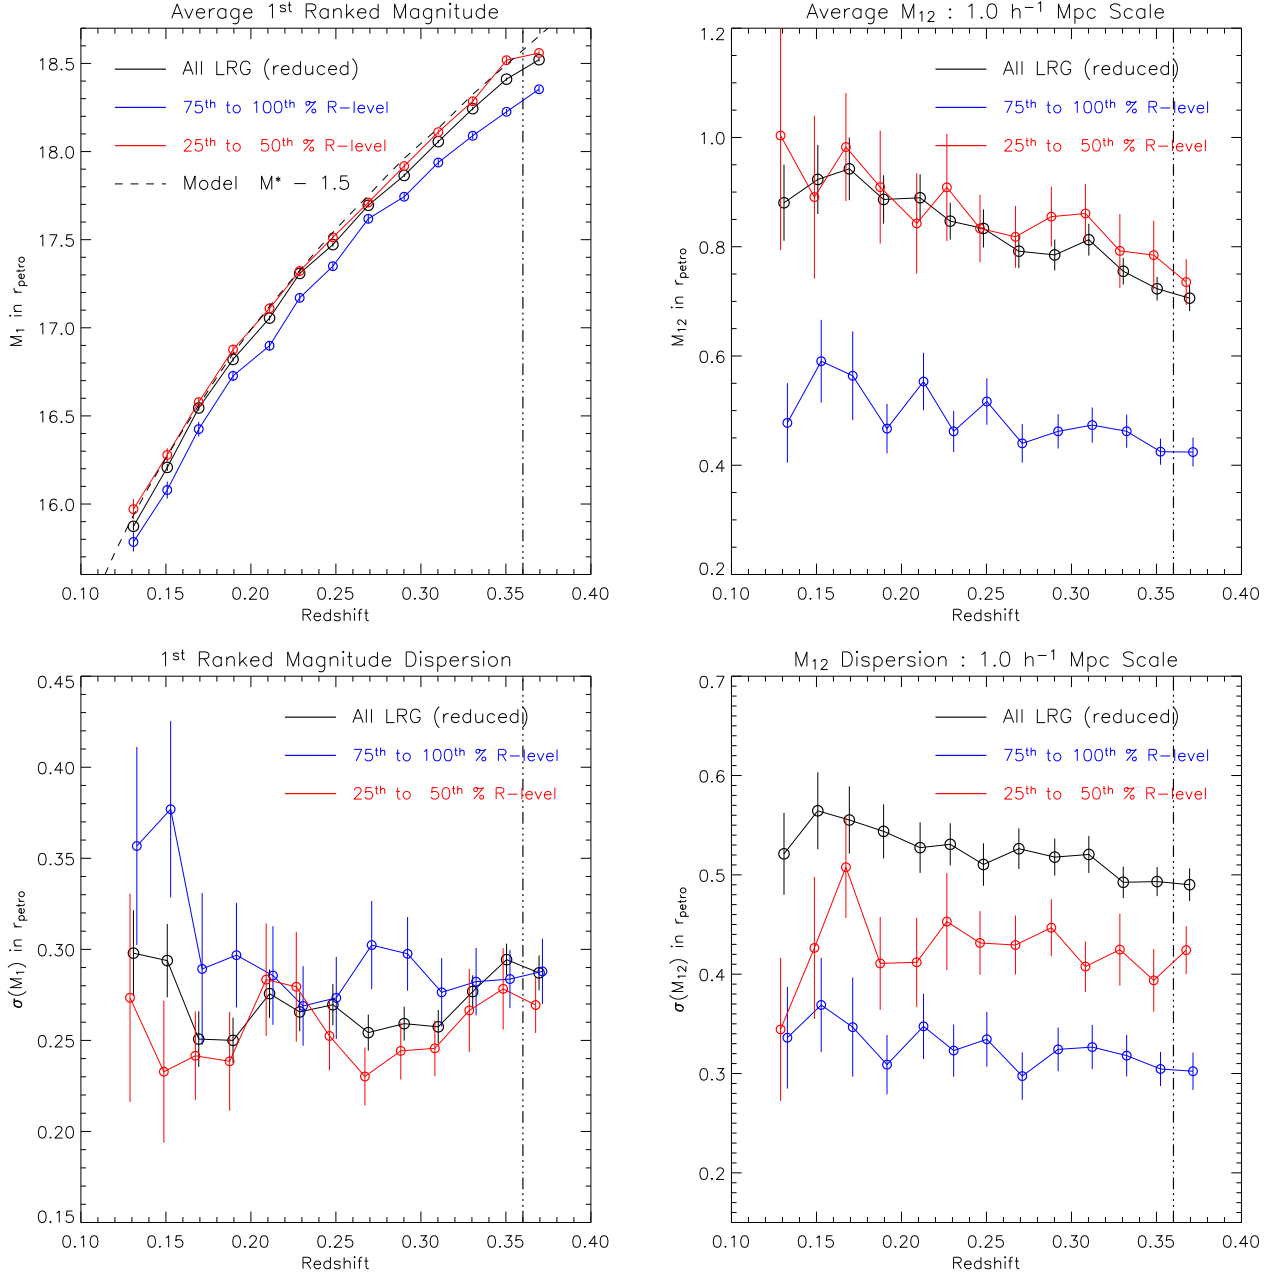 Average 1st Ranked Magnitude
M1 in rpetro
18.5
18.0
17.5
17.0
16.5
16.0
All LRG (reduced)
75th to 100th % R-level
25th to 50th % R-level
Model M* - 1.5
0.10 0.15 0.20 0.25 0.30 0.35 0.40
Redshift
Average M12 : 1.0 h-1 Mpc Scale
M12 in rpetro
1.2
1.0
0.8
0.6
0.4
0.2
All LRG (reduced)
75th to 100th % R-level
25th to 50th % R-level
0.10 0.15 0.20 0.25 0.30 0.35 0.40
Redshift
1st Ranked Magnitude Dispersion
σ(M1) in rpetro
0.45
0.40
0.35
0.30
0.25
0.20
0.15
All LRG (reduced)
75th to 100th % R-level
25th to 50th % R-level
0.10 0.15 0.20 0.25 0.30 0.35 0.40
Redshift
M12 Dispersion : 1.0 h-1 Mpc Scale
σ(M12) in rpetro
0.7
0.6
0.5
0.4
0.3
0.2
All LRG (reduced)
75th to 100th % R-level
25th to 50th % R-level
0.10 0.15 0.20 0.25 0.30 0.35 0.40
Redshift